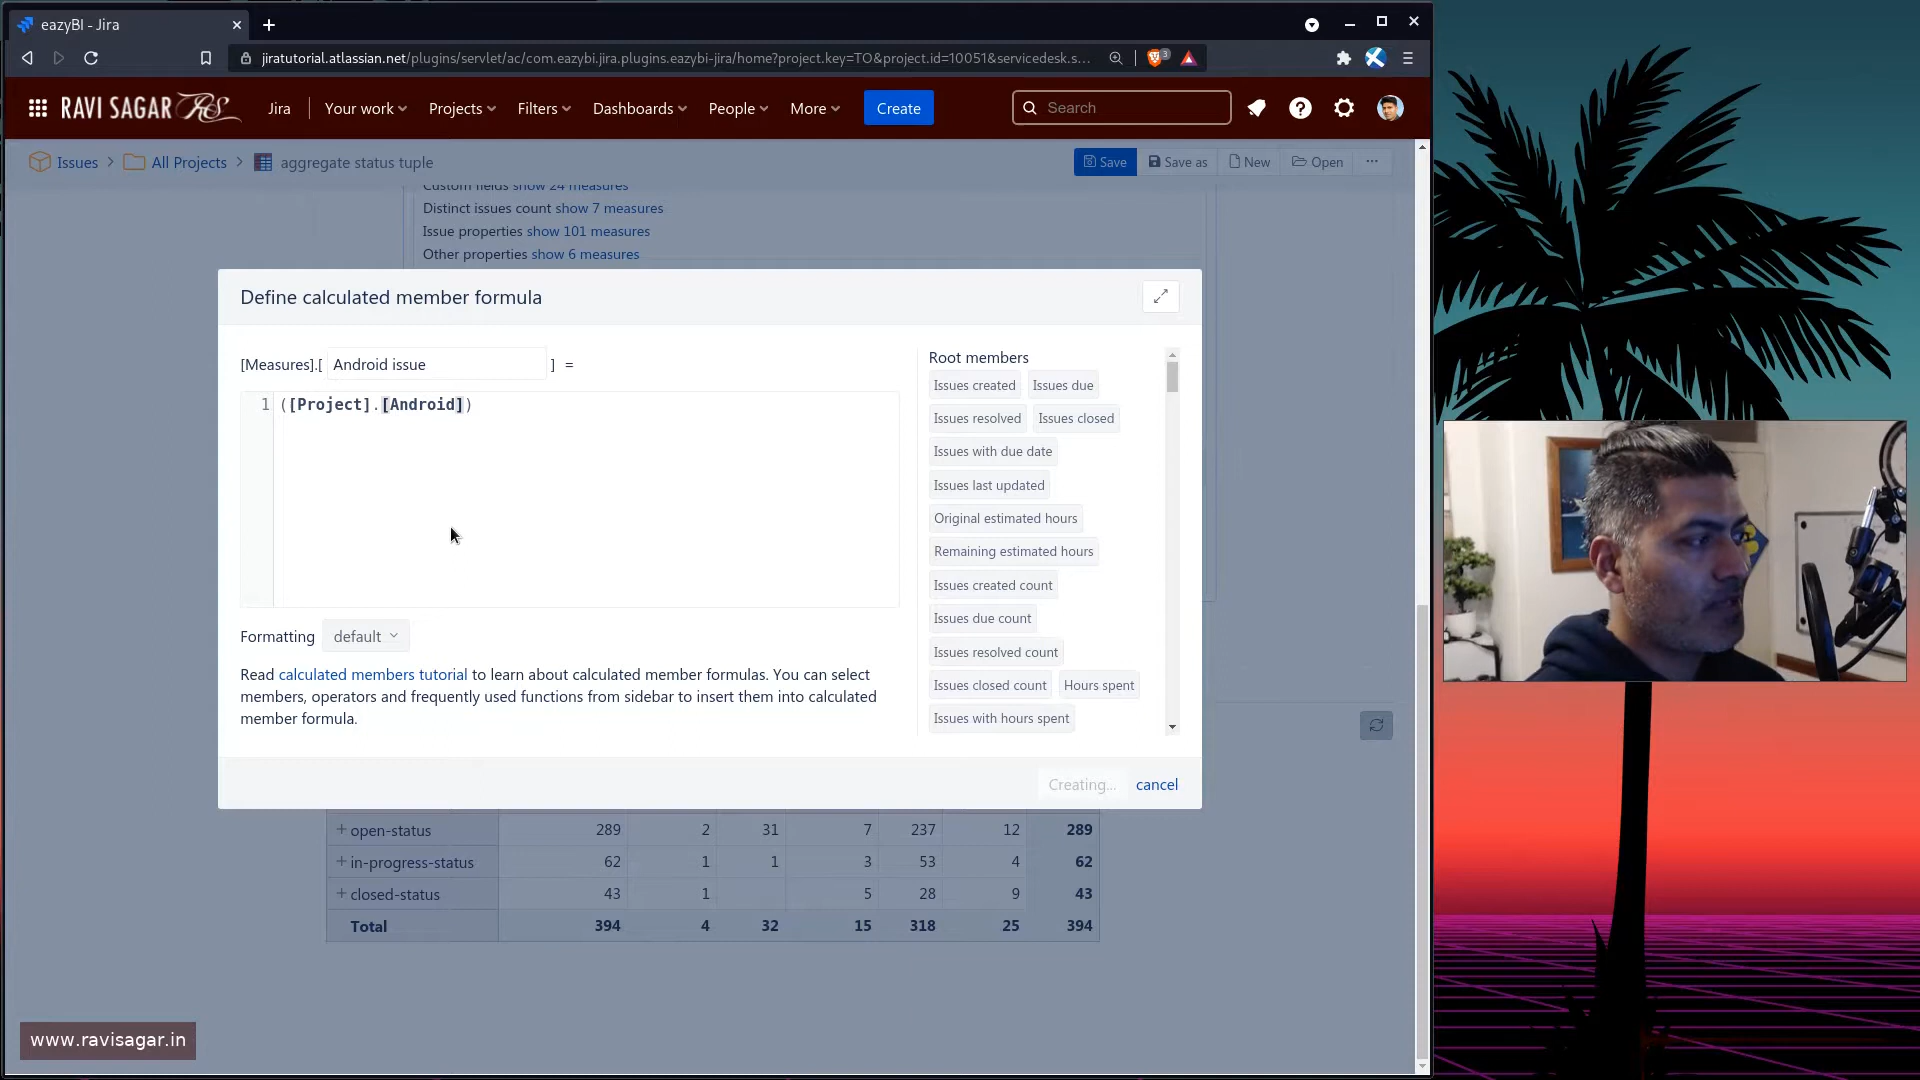 eazyBI - Jira
jiratutorial.atlassian.net/plugins/servlet/ac/com.eazybi.jira.plugins.eazybi-jira/home?project.key=TO&project.id=10051&servicedesk.s...
3
RAVI SAGAR RS Jira Your work Projects Filters Dashboards People More Create Search
Issues > All Projects > aggregate status tuple Save Save as New Open ...
Custom fields show 24 measures
Distinct issues count show 7 measures
Issue properties show 101 measures
Other properties show 6 measures
Define calculated member formula
[Measures].[ Android issue ] =
1 ([Project].[Android])
Formatting default
Read calculated members tutorial to learn about calculated member formulas. You can select
members, operators and frequently used functions from sidebar to insert them into calculated
member formula.
Root members
Issues created Issues due
Issues resolved Issues closed
Issues with due date
Issues last updated
Original estimated hours
Remaining estimated hours
Issues created count
Issues due count
Issues resolved count
Issues closed count Hours spent
Issues with hours spent
Creating... cancel
+ open-status 289 2 31 7 237 12 289
+ in-progress-status 62 1 1 3 53 4 62
+ closed-status 43 1 5 28 9 43
Total 394 4 32 15 318 25 394
www.ravisagar.in